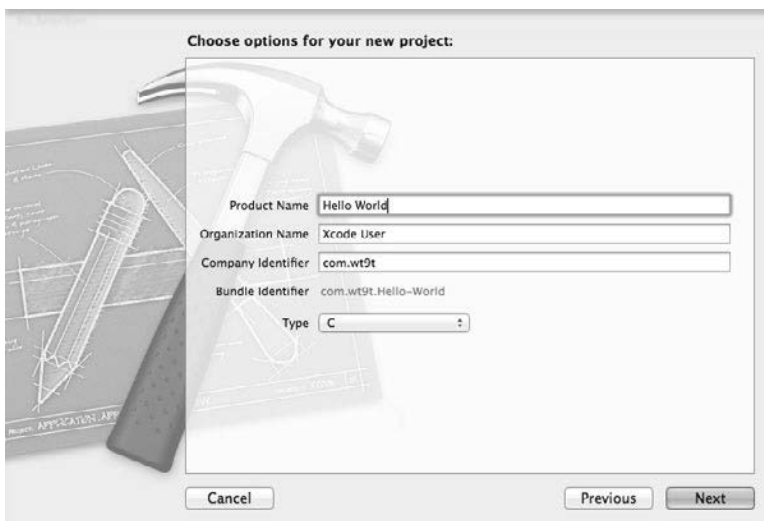 Choose options for your new project:
Product Name Hello World
Organization Name Xcode User
Company Identifier com.wt9t
Bundle Identifier com.wt9t.Hello-World
Type C
Cancel Previous Next